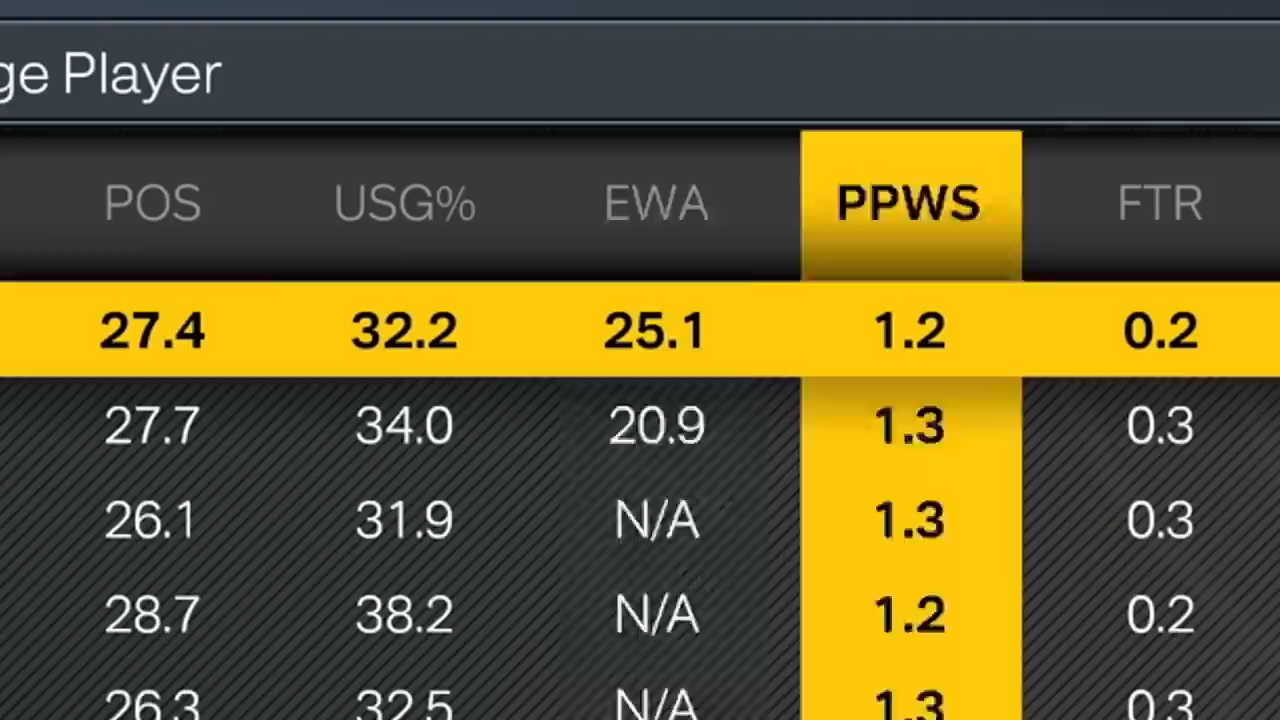 ge Player
POS USG% EWA PPWS FTR
27.4 32.2 25.1 1.2 0.2
27.7 34.0 20.9 1.3 0.3
26.1 31.9 N/A 1.3 0.3
28.7 38.2 N/A 1.2 0.2
26.3 32.5 N/A 1.3 0.3